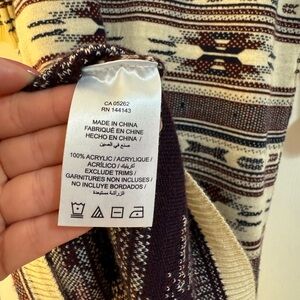 CA 05262
RN 144143
MADE IN CHINA
FABRIQUÉ EN CHINE
HECHO EN CHINA
صنع في الصين
100% ACRYLIC / ACRYLIQUE /
ACRÍLICO / أكريليك
EXCLUDE TRIMS /
GARNITURES NON INCLUSES /
NO INCLUYE BORDADOS /
الزركشة مستبعدة